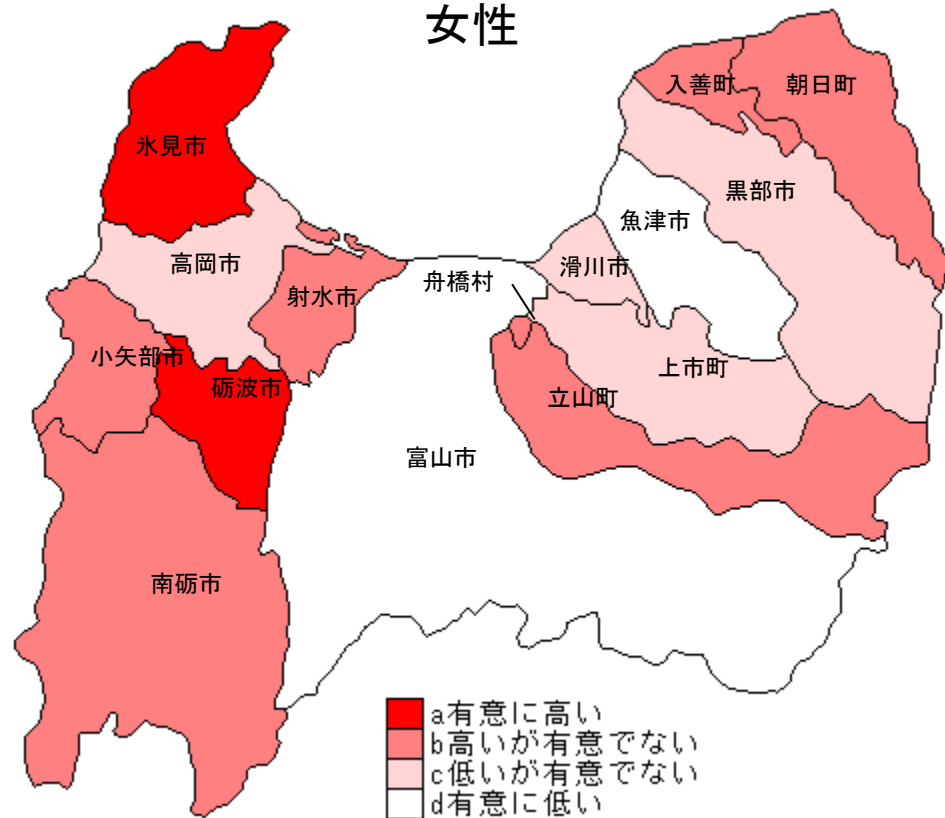 女性
入善町
朝日町
氷見市
黒部市
魚津市
高岡市
滑川市
舟橋村
射水市
小矢部市
上市町
砺波市
立山町
富山市
南砺市
a有意に高い
b高いが有意でない
c低いが有意でない
d有意に低い